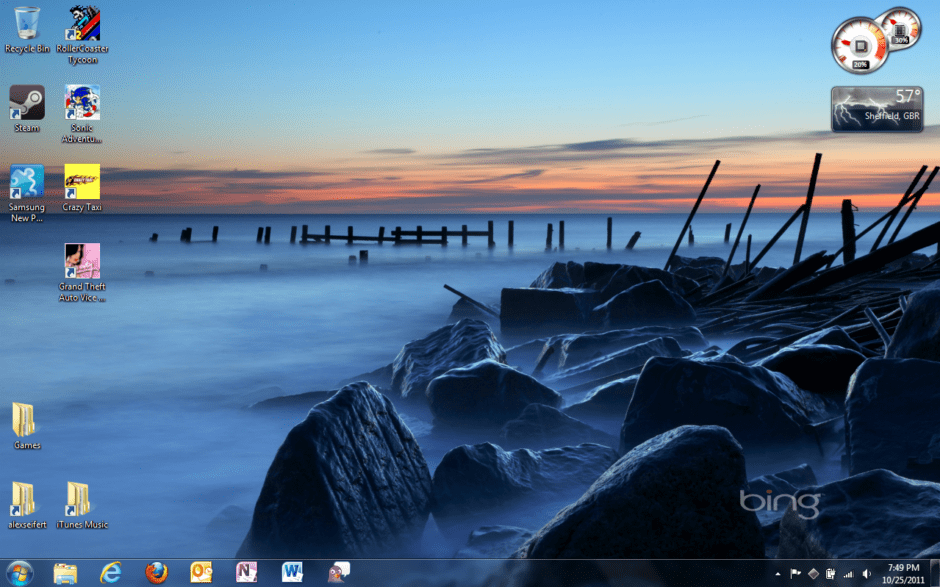 Recycle Bin
RollerCoaster
Tycoon
2
Steam
Sonic
Adventu...
Samsung
New P...
Crazy Taxi
Grand Theft
Auto Vice ...
Games
alexseifert
iTunes Music
30%
20%
57°
Sheffield, GBR
bing
7:49 PM
10/25/2011